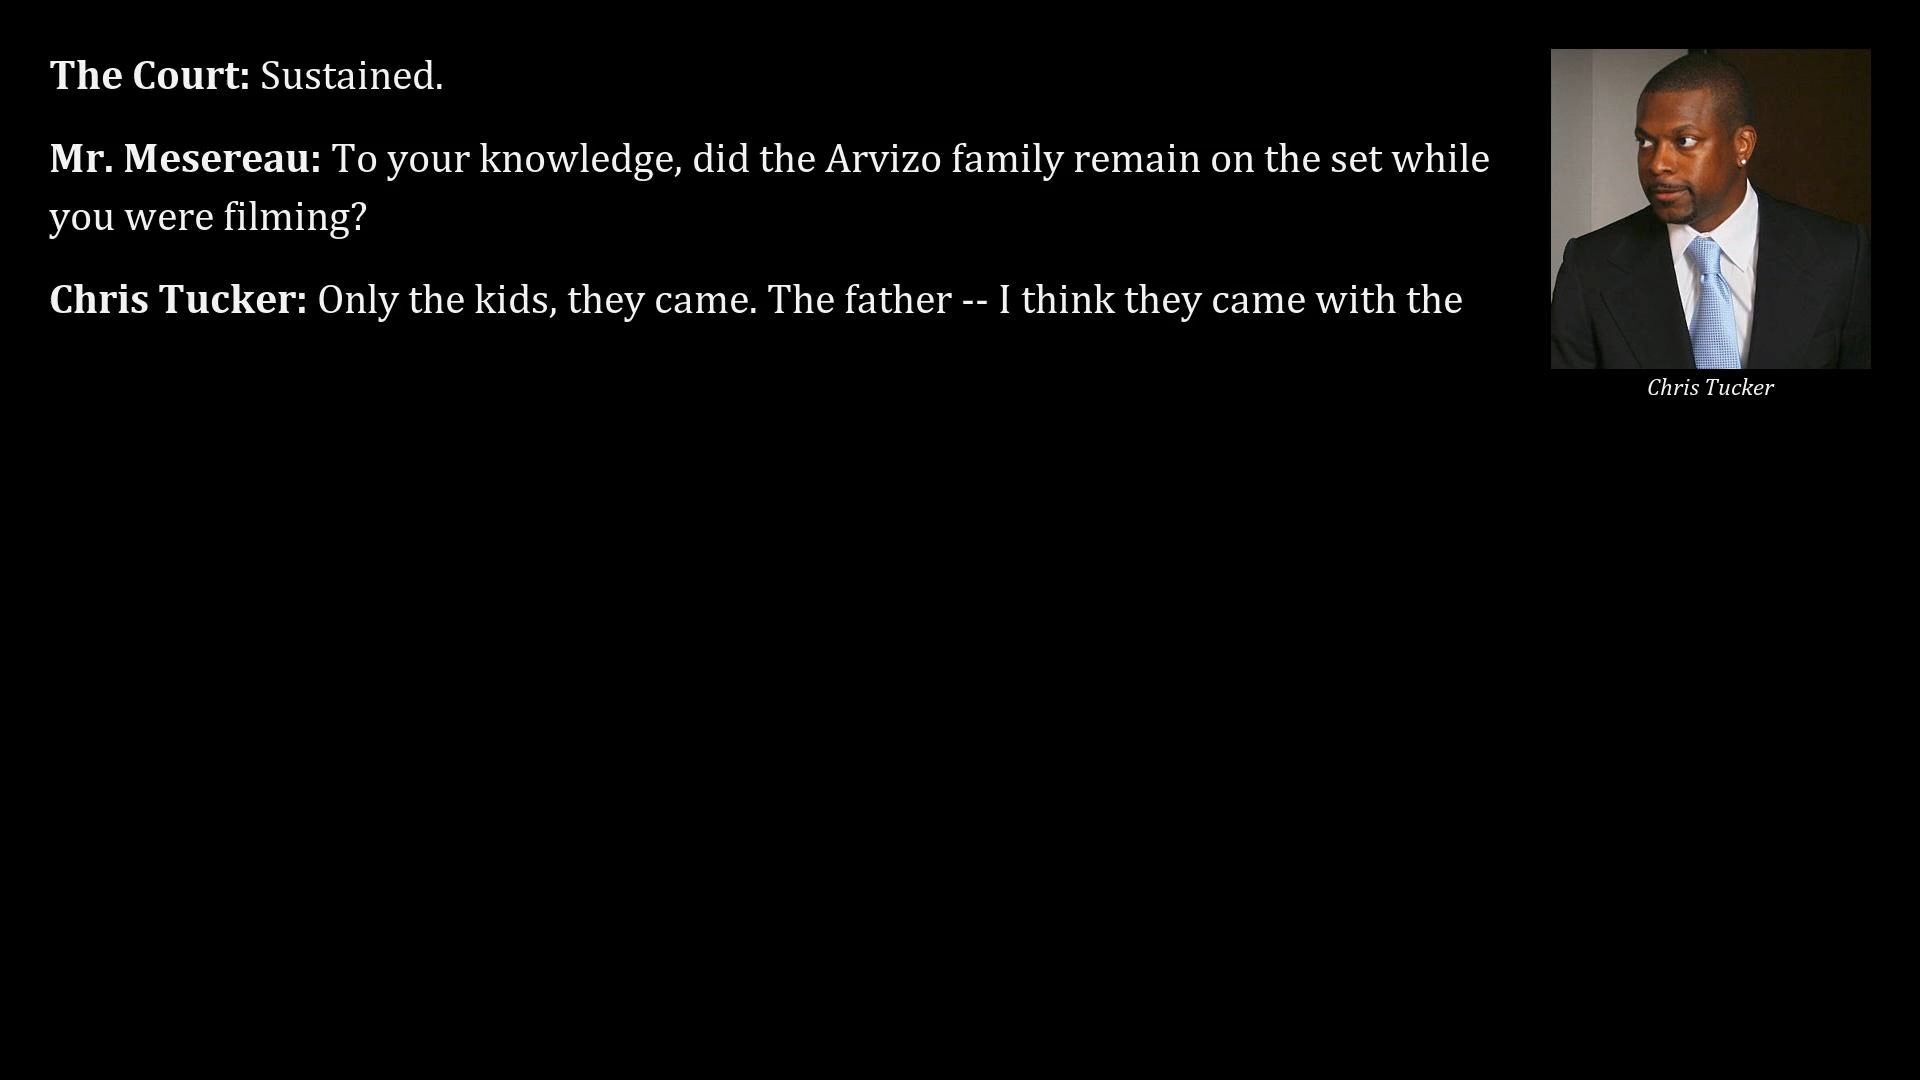 The Court: Sustained.
Mr. Mesereau: To your knowledge, did the Arvizo family remain on the set while
you were filming?
Chris Tucker: Only the kids, they came. The father -- I think they came with the
Chris Tucker